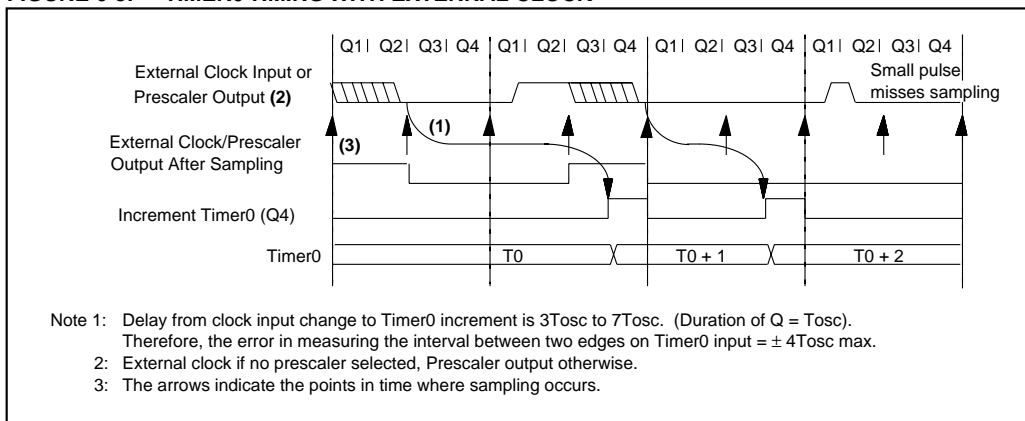 Q1| Q2| Q3| Q4 Q1| Q2| Q3| Q4 Q1| Q2| Q3| Q4 Q1| Q2| Q3| Q4
External Clock Input or
Prescaler Output (2)
Small pulse
misses sampling
(1)
(3)
External Clock/Prescaler
Output After Sampling
Increment Timer0 (Q4)
Timer0 T0 T0 + 1 T0 + 2
Note 1: Delay from clock input change to Timer0 increment is 3Tosc to 7Tosc. (Duration of Q = Tosc).
Therefore, the error in measuring the interval between two edges on Timer0 input = ± 4Tosc max.
2: External clock if no prescaler selected, Prescaler output otherwise.
3: The arrows indicate the points in time where sampling occurs.